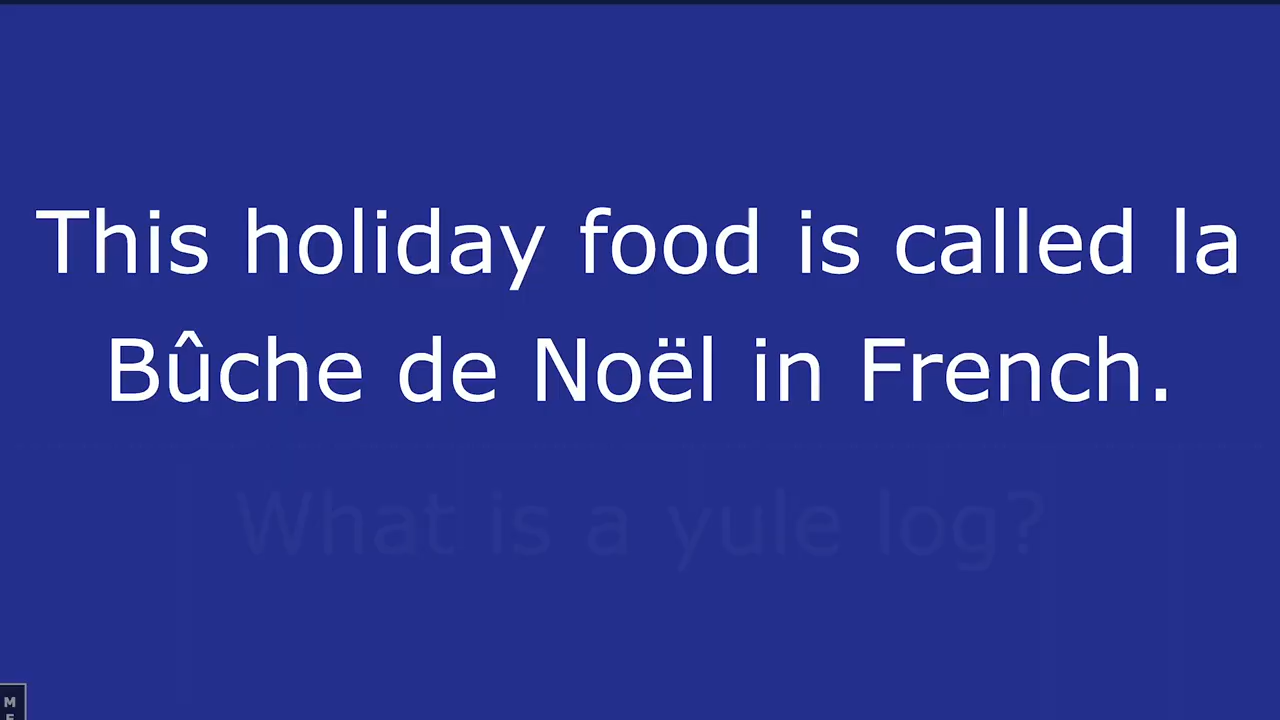 This holiday food is called la
Bûche de Noël in French.
What is a yule log?
M
E